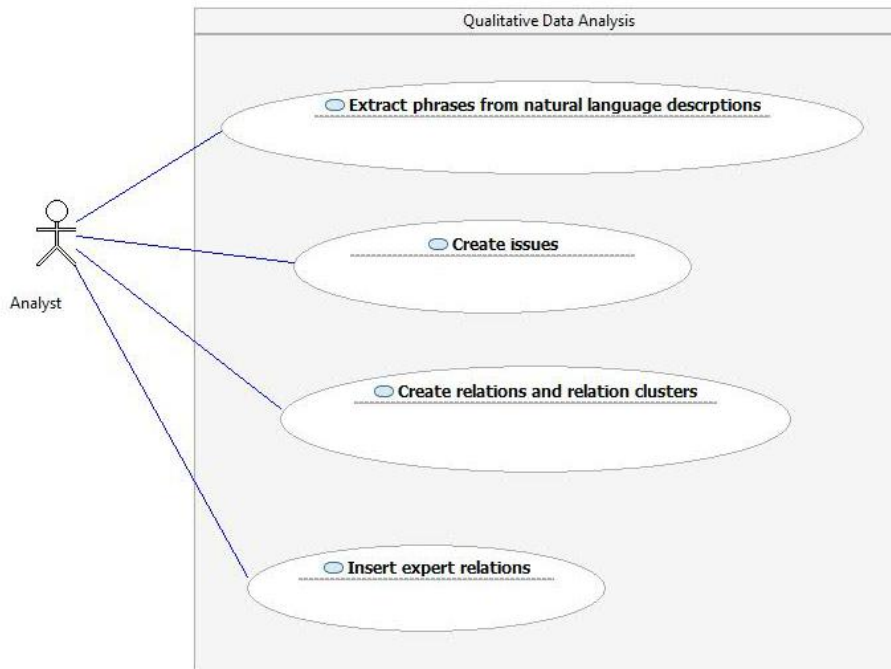 Qualitative Data Analysis
Extract phrases from natural language descrptions
Create issues
Analyst
Create relations and relation clusters
Insert expert relations